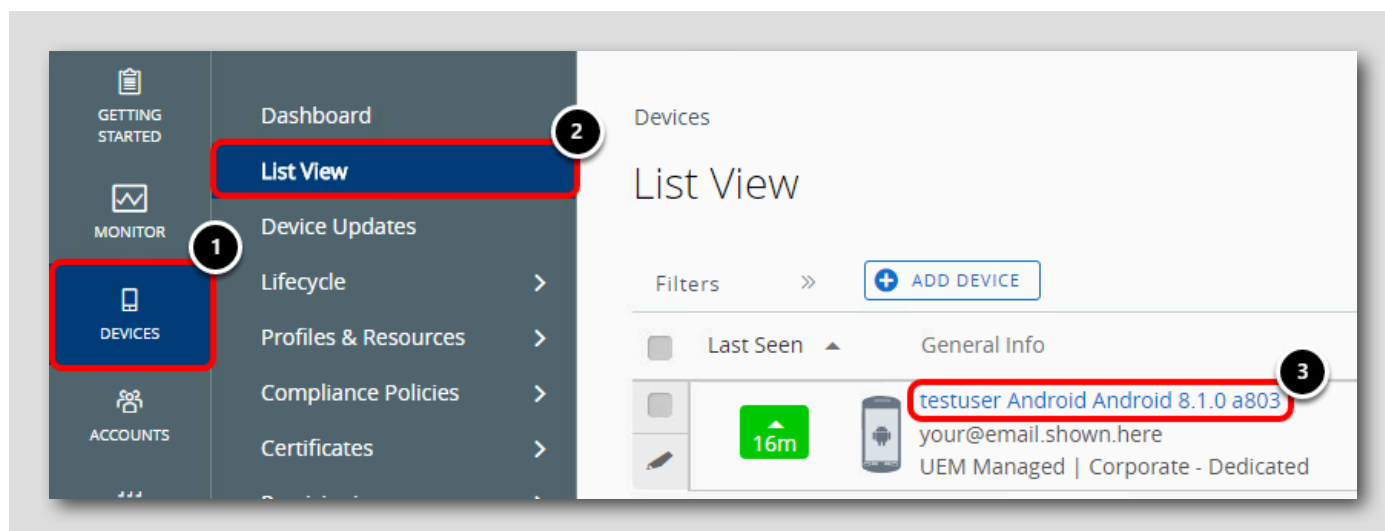 GETTING
STARTED
MONITOR
1
DEVICES
ACCOUNTS
Dashboard
2
List View
Device Updates
Lifecycle
Profiles & Resources
Compliance Policies
Certificates
Devices
List View
Filters
ADD DEVICE
Last Seen
General Info
3
16m
testuser Android Android 8.1.0 a803
your@email.shown.here
UEM Managed | Corporate - Dedicated